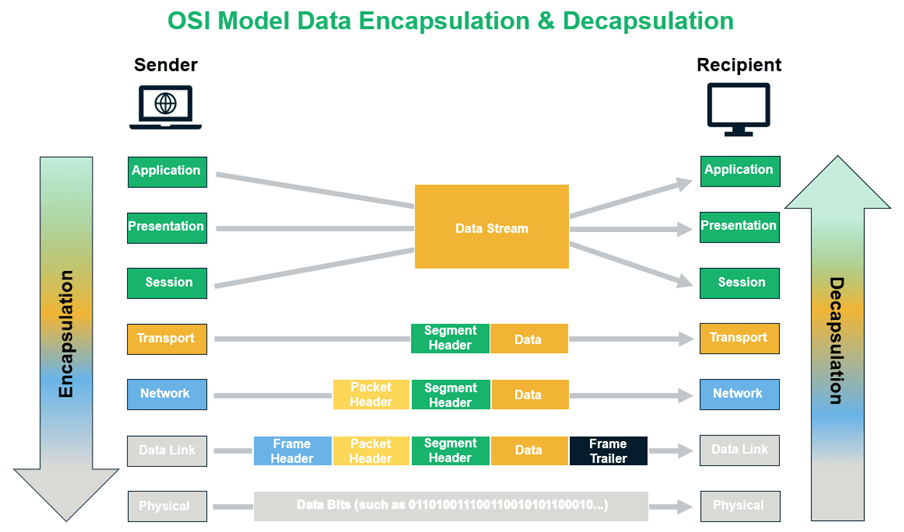 OSI Model Data Encapsulation & Decapsulation
Sender
Recipient
Application
Application
Presentation
Data Stream
Presentation
Session
Session
Encapsulation
Decapsulation
Transport
Segment
Header
Data
Transport
Network
Packet
Header
Segment
Header
Data
Network
Data Link
Frame
Header
Packet
Header
Segment
Header
Data
Frame
Trailer
Data Link
Physical
Data Bits (such as 011010011100110010101100010...)
Physical